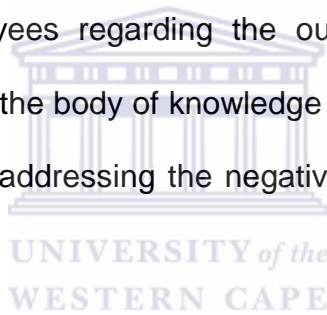 yees regarding the ou
the body of knowledge
addressing the negativ
UNIVERSITY of the
WESTERN CAPE